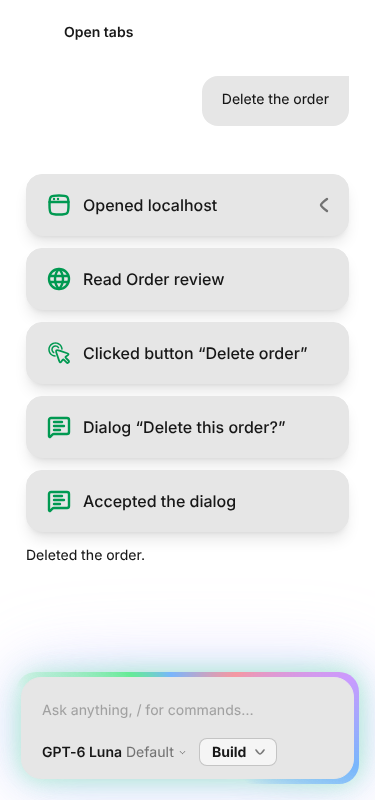 Open tabs
Delete the order
Opened localhost
Read Order review
Clicked button “Delete order”
Dialog “Delete this order?”
Accepted the dialog
Deleted the order.
Ask anything, / for commands...
GPT-6 Luna Default Build